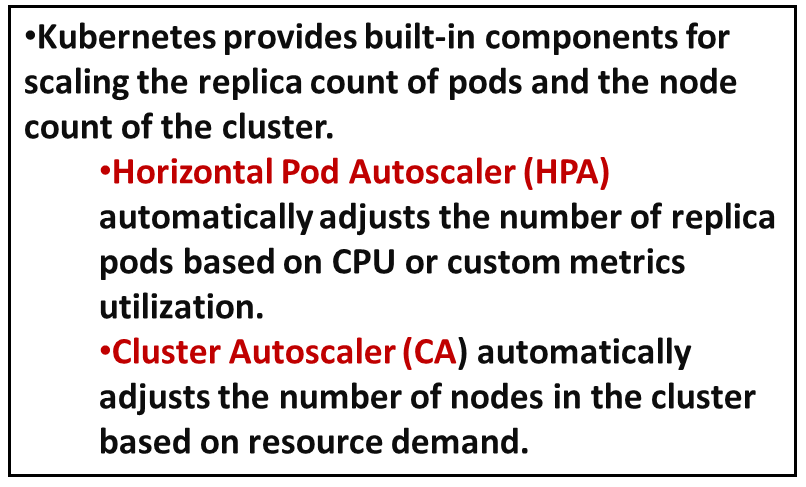 •Kubernetes provides built-in components for
scaling the replica count of pods and the node
count of the cluster.
•Horizontal Pod Autoscaler (HPA)
automatically adjusts the number of replica
pods based on CPU or custom metrics
utilization.
•Cluster Autoscaler (CA) automatically
adjusts the number of nodes in the cluster
based on resource demand.